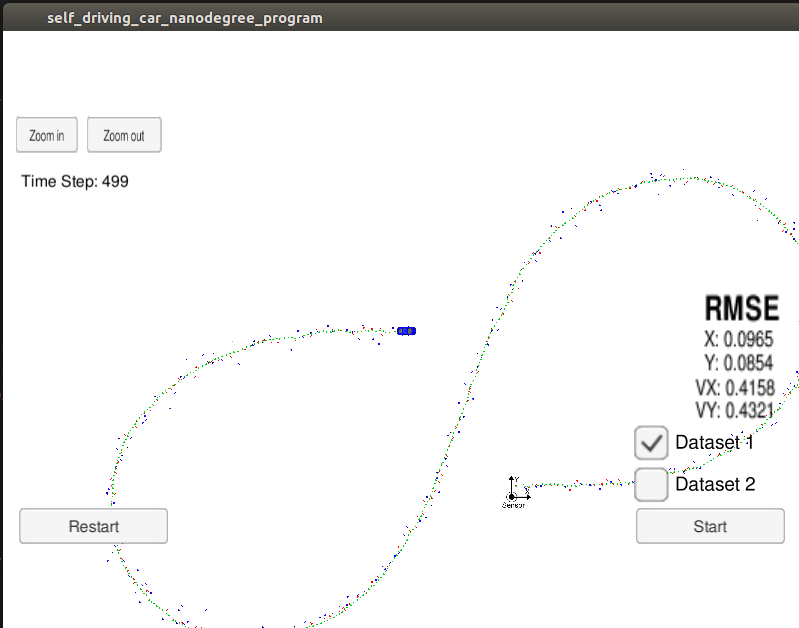 self_driving_car_nanodegree_program
Zoom in
Zoom out
Time Step: 499
RMSE
X: 0.0965
Y: 0.0854
VX: 0.4158
VY: 0.4321
Dataset 1
Y
X
Sensor
Dataset 2
Restart
Start